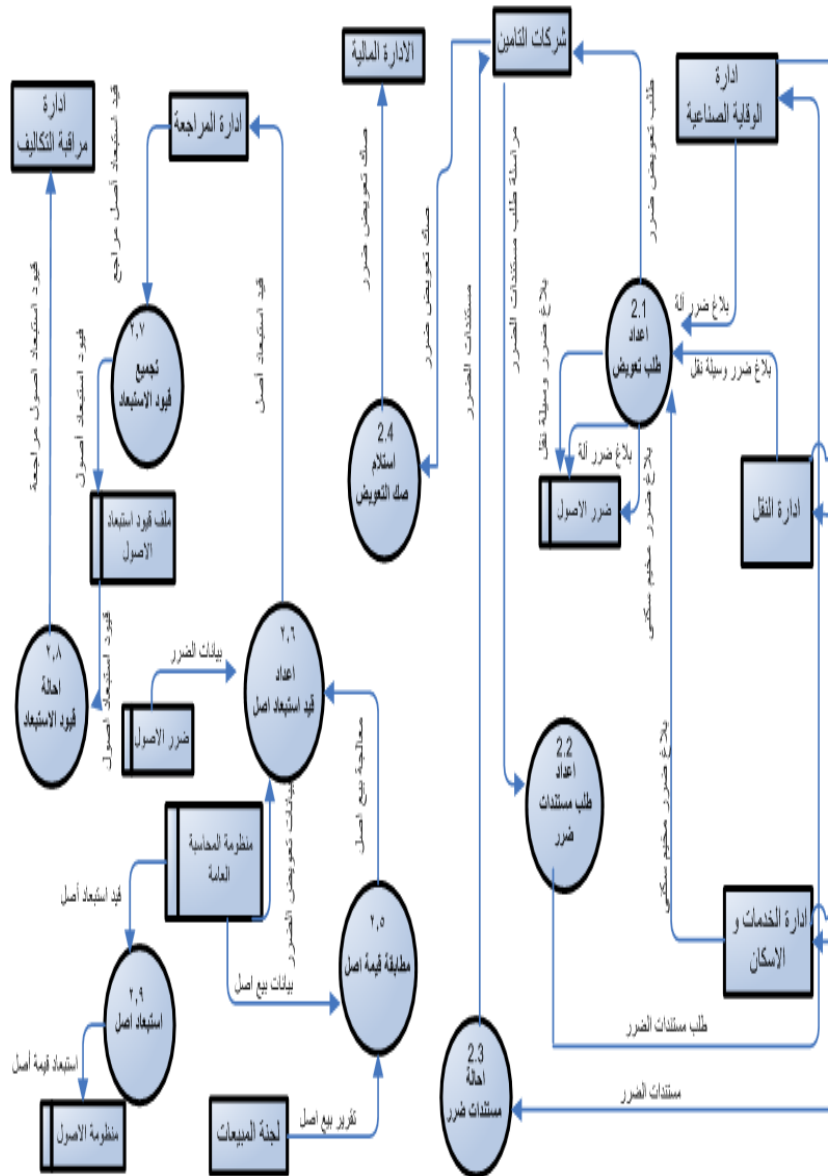 ادارة
الوقاية الصناعية
شركات التامين
الادارة المالية
ادارة المراجعة
ادارة
مراقبة التكاليف
طلب تعويض ضرر
مراسلة طلب مستندات الضرر
صك تعويض ضرر
صك تعويض ضرر
مستندات الضرر
قيد استبعاد أصل مراجع
قيد استبعاد أصل
قيود استبعاد اصول مراجعة
بلاغ ضرر آلة
2.1
اعداد
طلب تعويض
بلاغ ضرر وسيلة نقل
بلاغ ضرر وسيلة نقل
بلاغ ضرر آلة
بلاغ ضرر مخيم سكنى
ضرر الاصول
ادارة النقل
2.4
استلام
صك التعويض
٢,٧
تجميع
قيود الاستبعاد
قيود استبعاد أصول
ملف قيود استبعاد
الاصول
قيود استبعاد اصول
٢,٨
احالة
قيود الاستبعاد
٢,٦
اعداد
قيد استبعاد اصل
بيانات الضرر
ضرر الاصول
معالجة بيع اصل
بيانات تعويض الضرر
منظومة المحاسبة
العامة
2.2
اعداد
طلب مستندات
ضرر
بلاغ ضرر مخيم سكنى
ادارة الخدمات و
الاسكان
قيد استبعاد أصل
٢,٥
مطابقة قيمة اصل
بيانات بيع اصل
٢,٩
استبعاد اصل
طلب مستندات الضرر
2.3
احالة
مستندات ضرر
مستندات الضرر
استبعاد قيمة أصل
منظومة الاصول
لجنة المبيعات
تقرير بيع اصل